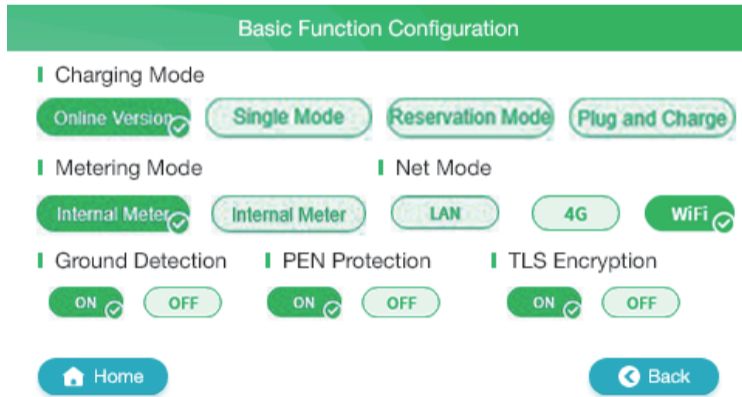 Basic Function Configuration
Charging Mode
Online Version Single Mode Reservation Mode Plug and Charge
Metering Mode Net Mode
Internal Meter Internal Meter LAN 4G WiFi
Ground Detection PEN Protection TLS Encryption
ON OFF ON OFF ON OFF
Home Back